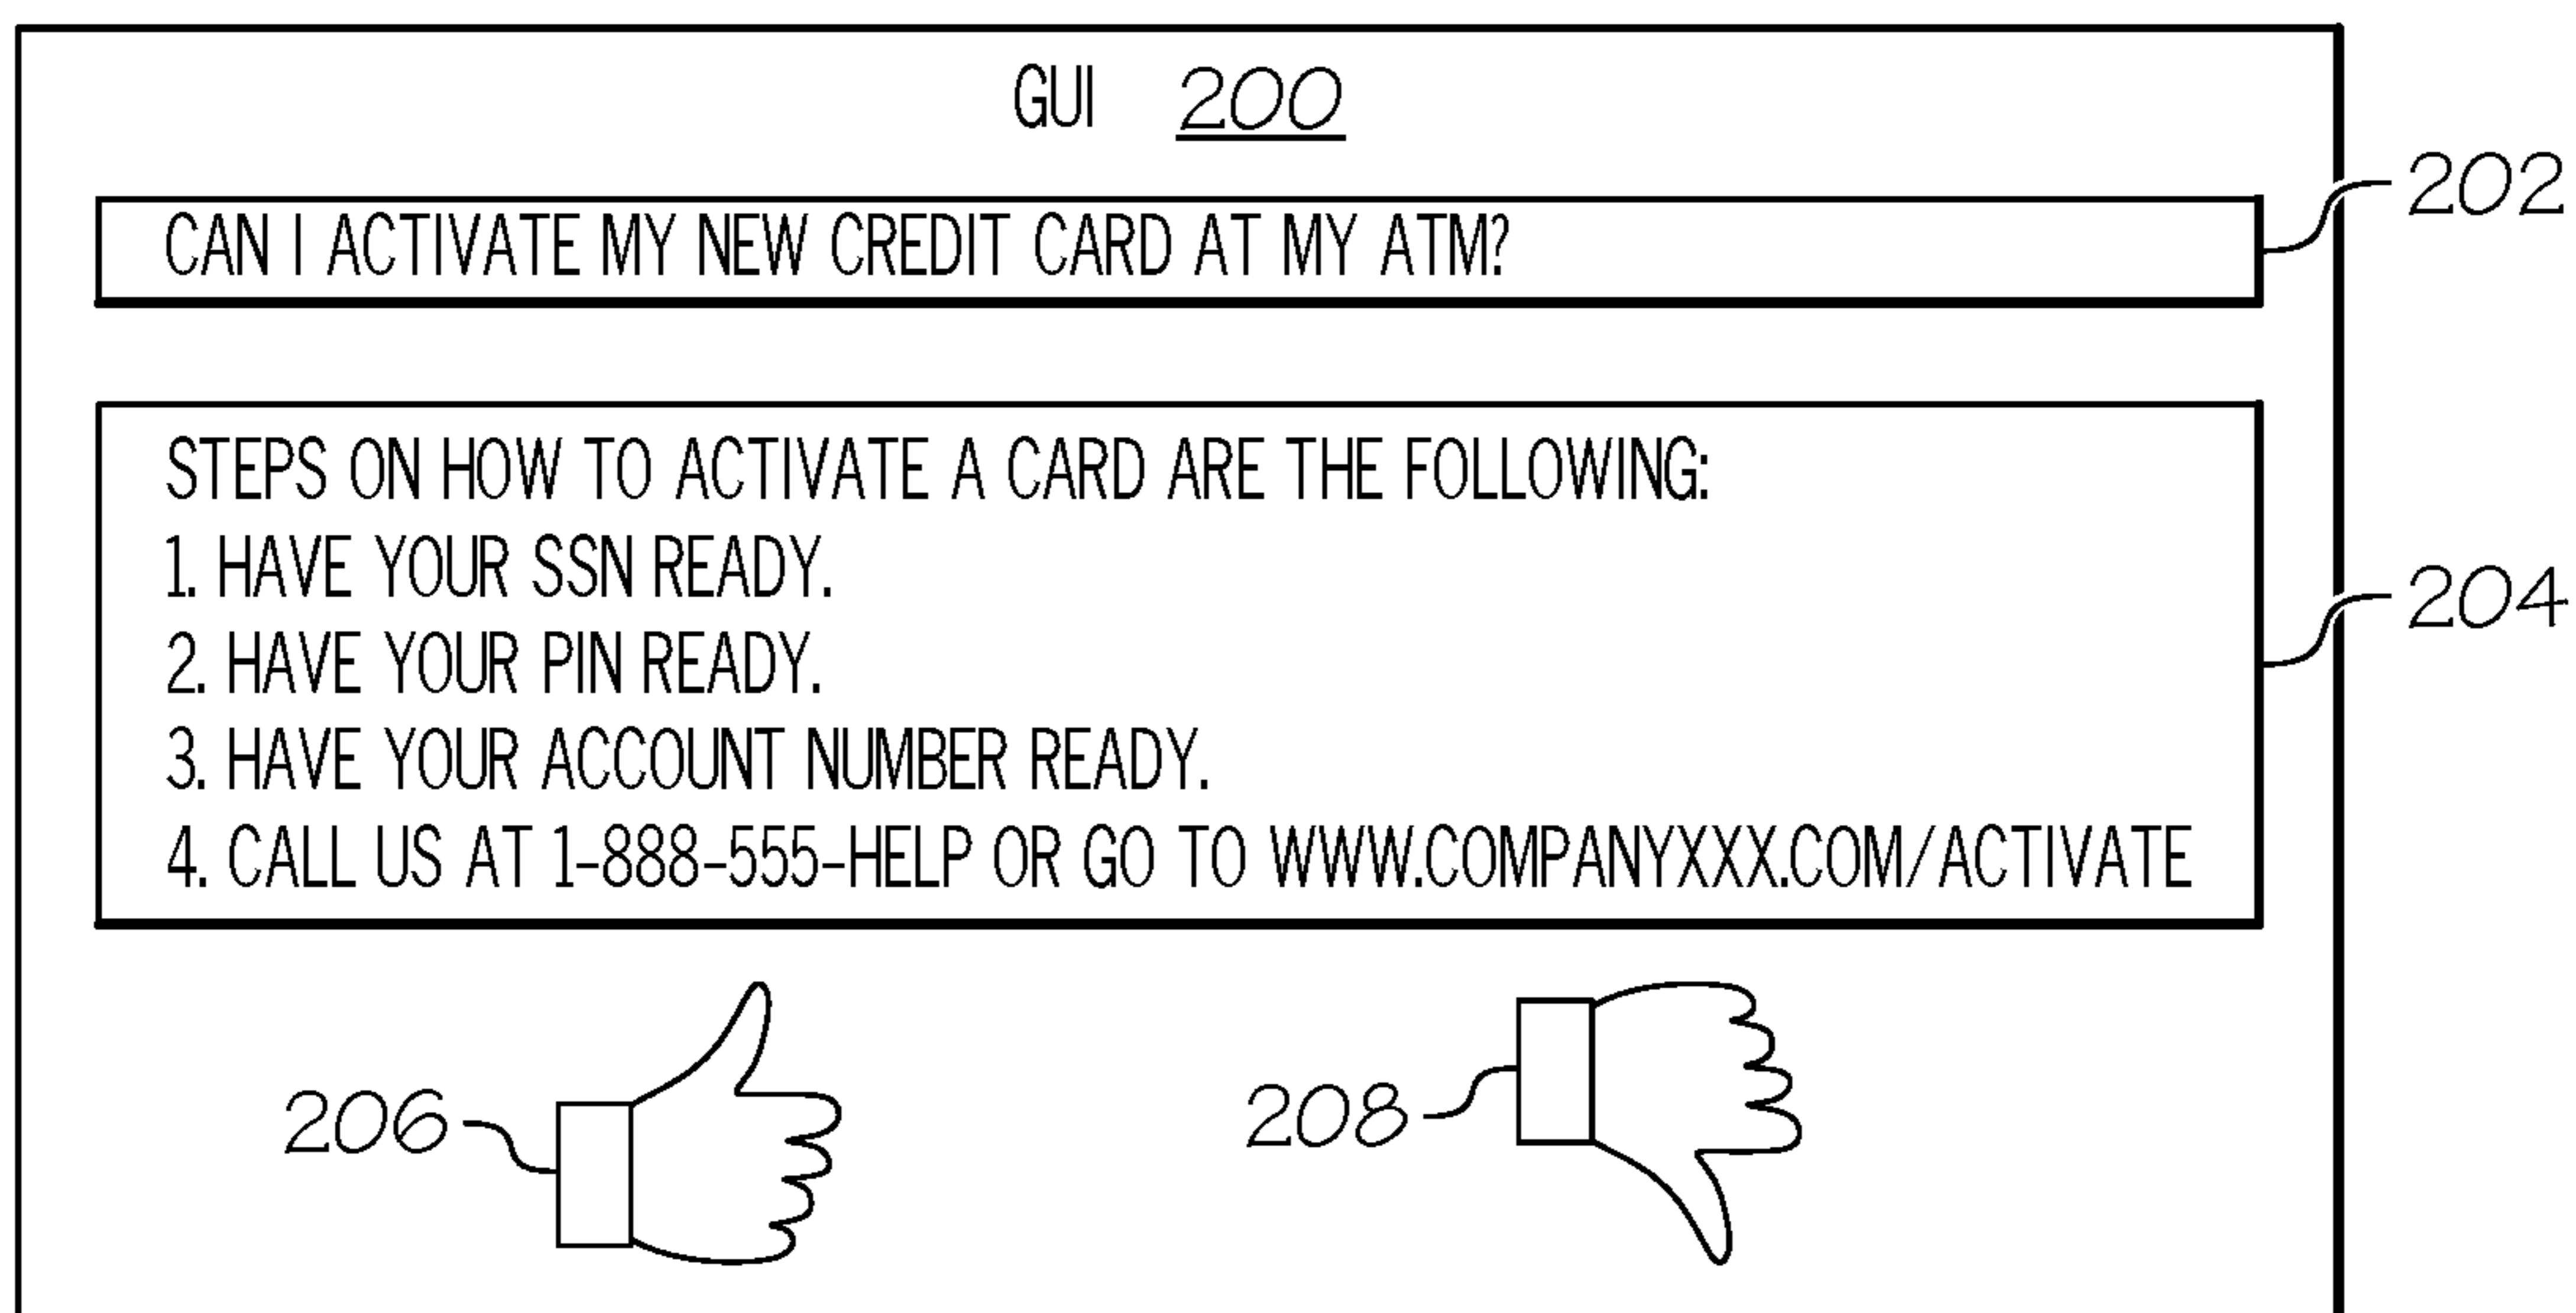 GUI 200
CAN I ACTIVATE MY NEW CREDIT CARD AT MY ATM?
202
STEPS ON HOW TO ACTIVATE A CARD ARE THE FOLLOWING:
1. HAVE YOUR SSN READY.
2. HAVE YOUR PIN READY.
3. HAVE YOUR ACCOUNT NUMBER READY.
4. CALL US AT 1-888-555-HELP OR GO TO WWW.COMPANYXXX.COM/ACTIVATE
204
206
208